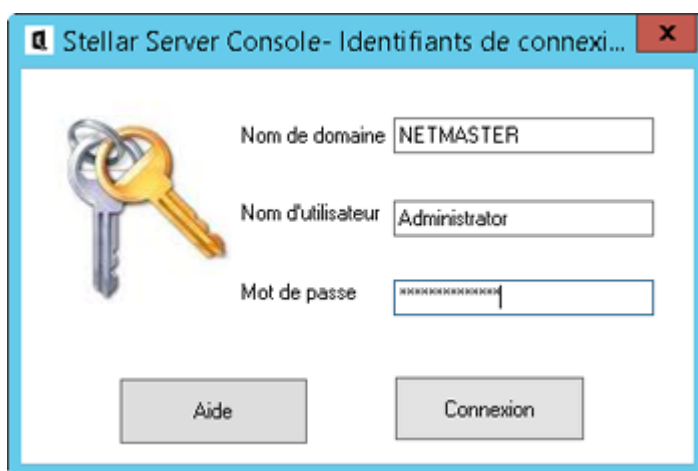 Stellar Server Console- Identifiants de connexi...
Nom de domaine NETMASTER
Nom d'utilisateur Administrator
Mot de passe **************
Aide Connexion